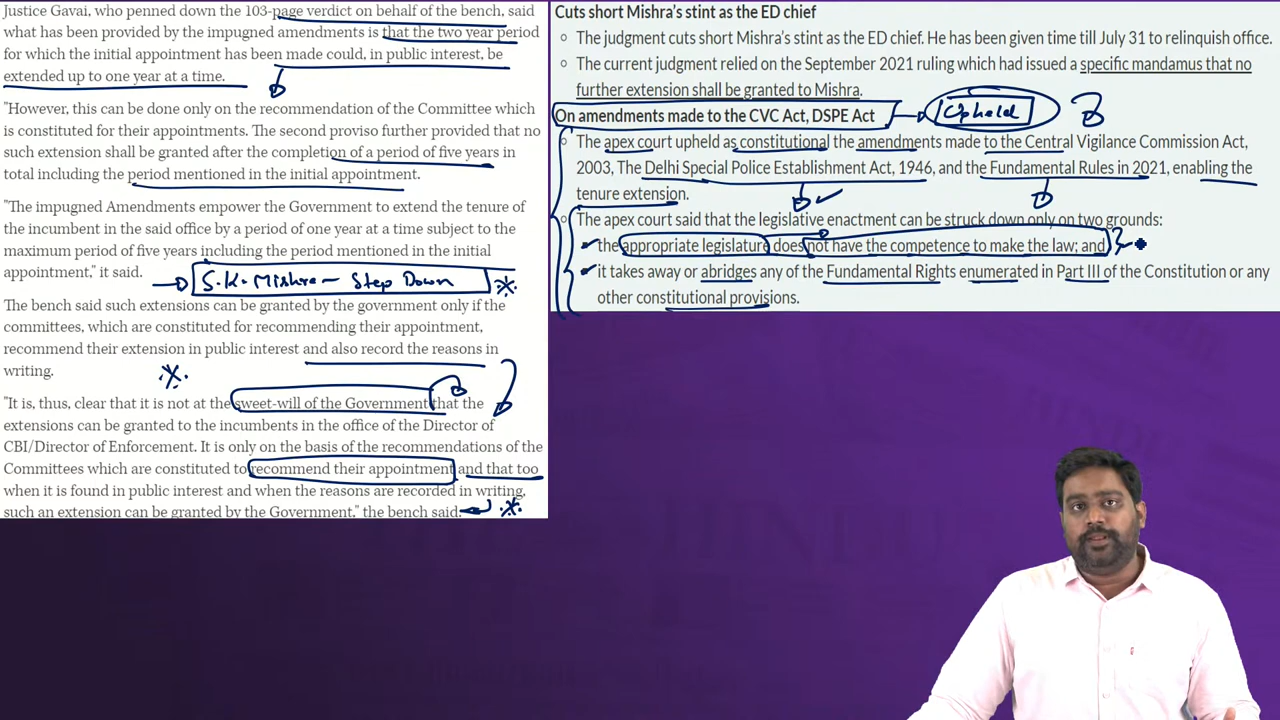 Justice Gavai, who penned down the 103-page verdict on behalf of the bench, said
what has been provided by the impugned amendments is that the two year period
for which the initial appointment has been made could, in public interest, be
extended up to one year at a time.
"However, this can be done only on the recommendation of the Committee which
is constituted for their appointments. The second proviso further provided that no
such extension shall be granted after the completion of a period of five years in
total including the period mentioned in the initial appointment.
"The impugned Amendments empower the Government to extend the tenure of
the incumbent in the said office by a period of one year at a time subject to the
maximum period of five years including the period mentioned in the initial
appointment," it said.
S.K. Mishra – Step Down
The bench said such extensions can be granted by the government only if the
committees, which are constituted for recommending their appointment,
recommend their extension in public interest and also record the reasons in
writing.
"It is, thus, clear that it is not at the sweet-will of the Government that the
extensions can be granted to the incumbents in the office of the Director of
CBI/Director of Enforcement. It is only on the basis of the recommendations of the
Committees which are constituted to recommend their appointment and that too
when it is found in public interest and when the reasons are recorded in writing,
such an extension can be granted by the Government," the bench said.
Cuts short Mishra's stint as the ED chief
The judgment cuts short Mishra's stint as the ED chief. He has been given time till July 31 to relinquish office.
The current judgment relied on the September 2021 ruling which had issued a specific mandamus that no
further extension shall be granted to Mishra.
On amendments made to the CVC Act, DSPE Act
Upheld
The apex court upheld as constitutional the amendments made to the Central Vigilance Commission Act,
2003, The Delhi Special Police Establishment Act, 1946, and the Fundamental Rules in 2021, enabling the
tenure extension.
The apex court said that the legislative enactment can be struck down only on two grounds:
the appropriate legislature does not have the competence to make the law; and
it takes away or abridges any of the Fundamental Rights enumerated in Part III of the Constitution or any
other constitutional provisions.